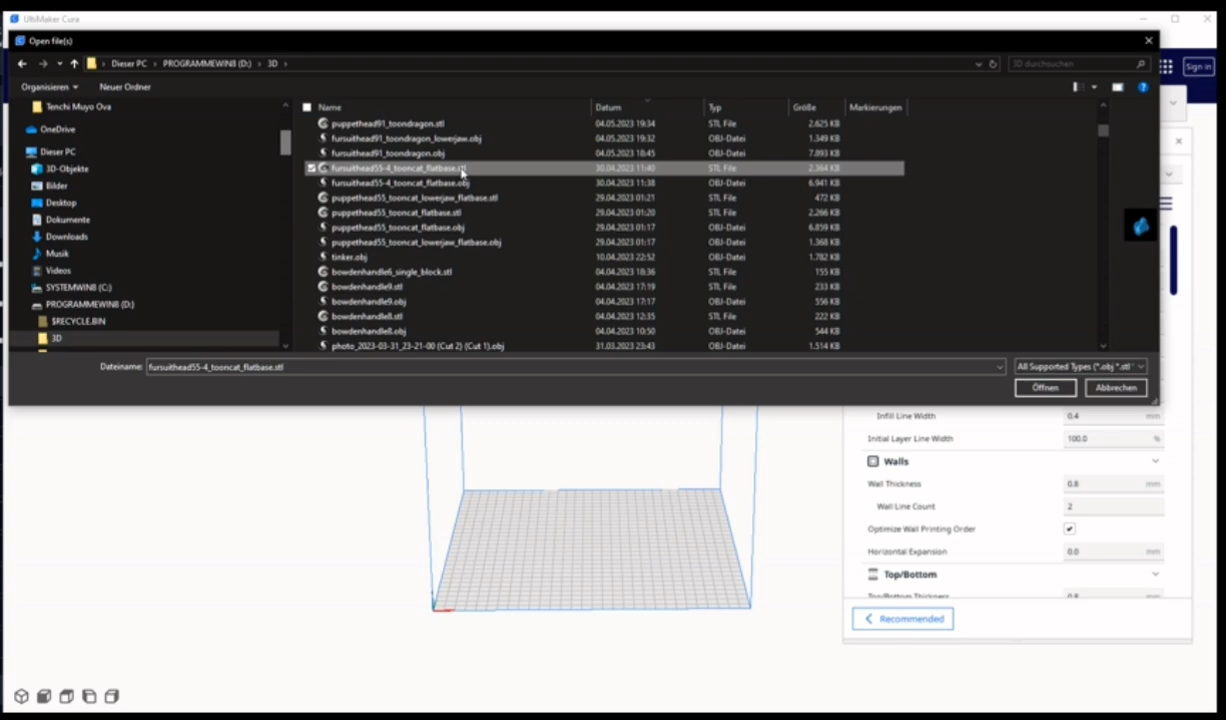 UltiMaker Cura
Open file(s)
Dieser PC > PROGRAMMEWIN8 (D:) > 3D >
3D durchsuchen
Sign in
Organisieren
Neuer Ordner
Tenchi Muyo Ova
OneDrive
Dieser PC
3D-Objekte
Bilder
Desktop
Dokumente
Downloads
Musik
Videos
SYSTEMWIN8 (C:)
PROGRAMMEWIN8 (D:)
$RECYCLE.BIN
3D
Name Datum Typ Größe Markierungen
puppethead91_toondragon.stl 04.05.2023 19:34 STL File 2.625 KB
fursuithead91_toondragon_lowerjaw.obj 04.05.2023 19:32 OBJ-Datei 1.349 KB
fursuithead91_toondragon.obj 04.05.2023 18:45 OBJ-Datei 7.893 KB
fursuithead55-4_tooncat_flatbase.stl 30.04.2023 11:40 STL File 2.364 KB
fursuithead55-4_tooncat_flatbase.obj 30.04.2023 11:38 OBJ-Datei 6.941 KB
puppethead55_tooncat_lowerjaw_flatbase.stl 29.04.2023 01:21 STL File 472 KB
puppethead55_tooncat_flatbase.stl 29.04.2023 01:20 STL File 2.266 KB
puppethead55_tooncat_flatbase.obj 29.04.2023 01:17 OBJ-Datei 6.859 KB
puppethead55_tooncat_lowerjaw_flatbase.obj 29.04.2023 01:17 OBJ-Datei 1.368 KB
tinker.obj 10.04.2023 22:52 OBJ-Datei 1.782 KB
bowdenhandle6_single_block.stl 04.04.2023 18:36 STL File 155 KB
bowdenhandle9.stl 04.04.2023 17:19 STL File 233 KB
bowdenhandle9.obj 04.04.2023 17:17 OBJ-Datei 556 KB
bowdenhandle8.stl 04.04.2023 12:35 STL File 222 KB
bowdenhandle8.obj 04.04.2023 10:50 OBJ-Datei 544 KB
photo_2023-03-31_23-21-00 (Cut 2) (Cut 1).obj 31.03.2023 23:43 OBJ-Datei 1.514 KB
Dateiname: fursuithead55-4_tooncat_flatbase.stl
All Supported Types (*.obj *.stl
Öffnen
Abbrechen
Infill Line Width 0.4 mm
Initial Layer Line Width 100.0 %
Walls
Wall Thickness 0.8 mm
Wall Line Count 2
Optimize Wall Printing Order
Horizontal Expansion 0.0 mm
Top/Bottom
Top/Bottom Thickness 0.8 mm
Recommended